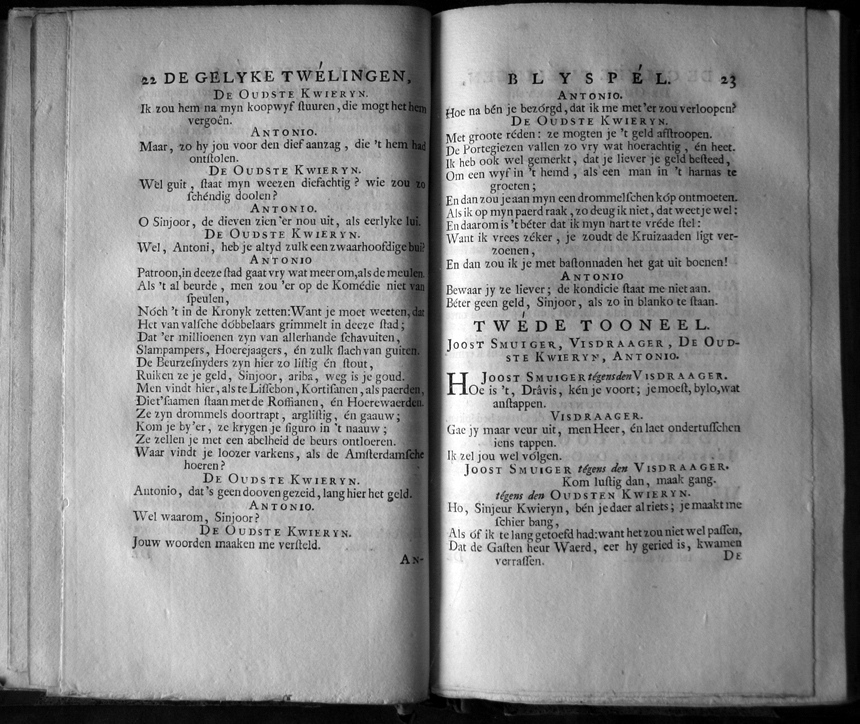 22 DE GELYKE TWÉLINGEN,
DE OUDSTE KWIERYN.
Ik zou hem na myn koopwyf ſtuuren, die mogt het hem
vergoên.
ANTONIO.
Maar, zo hy jou voor den dief aanzag, die 't hem had
ontſtolen.
DE OUDSTE KWIERYN.
Wèl guit, ſtaat myn weezen diefachtig? wie zou zo
ſchéndig doolen?
ANTONIO.
O Sinjoor, de dieven zien 'er nou uit, als eerlyke lui.
DE OUDSTE KWIERYN.
Wel, Antoni, heb je altyd zulk een zwaarhoofdige bui?
ANTONIO
Patroon, in deeze ſtad gaat vry wat meer om, als de meulen.
Als 't al beurde, men zou 'er op de Komédie niet van
ſpeulen,
Nóch 't in de Kronyk zetten: Want je moet weeten, dat
Het van valſche dóbbelaars grimmelt in deeze ſtad;
Dat 'er millioenen zyn van allerhande ſchavuiten,
Slampampers, Hoerejaagers, én zulk ſlach van guiten.
De Beurzeſnyders zyn hier zo liſtig én ſtout,
Ruiken ze je geld, Sinjoor, ariba, weg is je goud.
Men vindt hier, als te Liſſebon, Kortiſanen, als paerden,
Die t'ſaamen ſtaan met de Roffianen, én Hoerewaerden.
Ze zyn drommels doortrapt, argliſtig, én gaauw;
Kom je by'er, ze krygen je ſiguro in 't naauw;
Ze zellen je met een abelheid de beurs ontloeren.
Waar vindt je loozer varkens, als de Amſterdamſche
hoeren?
DE OUDSTE KWIERYN.
Antonio, dat's geen dooven gezeid, lang hier het geld.
ANTONIO.
Wel waarom, Sinjoor?
DE OUDSTE KWIERYN.
Jouw woorden maaken me verſteld.
AN-
BLYSPÉL. 23
ANTONIO.
Hoe na bén je bezórgd, dat ik me met'er zou verloopen?
DE OUDSTE KWIERYN.
Met groote réden: ze mogten je 't geld afſtroopen.
De Portegiezen vallen zo vry wat hoerachtig, én heet.
Ik heb ook wel gemerkt, dat je liever je geld beſteed,
Om een wyf in 't hemd, als een man in 't harnas te
groeten;
En dan zou je aan myn een drommelſchen kóp ontmoeten.
Als ik op myn paerd raak, zo deug ik niet, dat weet je wel:
En daarom is 't béter dat ik myn hart te vréde ſtel:
Want ik vrees zéker, je zoudt de Kruizaaden ligt ver-
zoenen,
En dan zou ik je met baſtonnaden het gat uit boenen!
ANTONIO
Bewaar jy ze liever; de kondicie ſtaat me niet aan.
Béter geen geld, Sinjoor, als zo in blanko te ſtaan.
TWÉDE TOONEEL.
JOOST SMUIGER, VISDRAAGER, DE OUD-
STE KWIERYN, ANTONIO.
JOOST SMUIGER tégens den VISDRAAGER.
HOe is 't, Drâvis, kén je voort; je moeſt, bylo, wat
anſtappen.
VISDRAAGER.
Gae jy maar veur uit, men Heer, én laet ondertuſſchen
iens tappen.
Ik zel jou wel vólgen.
JOOST SMUIGER tégens den VISDRAAGER.
Kom luſtig dan, maak gang.
tégens den OUDSTEN KWIERYN.
Ho, Sinjeur Kwieryn, bén je daer al riets; je maakt me
ſchier bang,
Als óf ik te lang getoefd had: want het zou niet wel paſſen,
Dat de Gaſten heur Waerd, eer hy geried is, kwamen
verraſſen.
DE